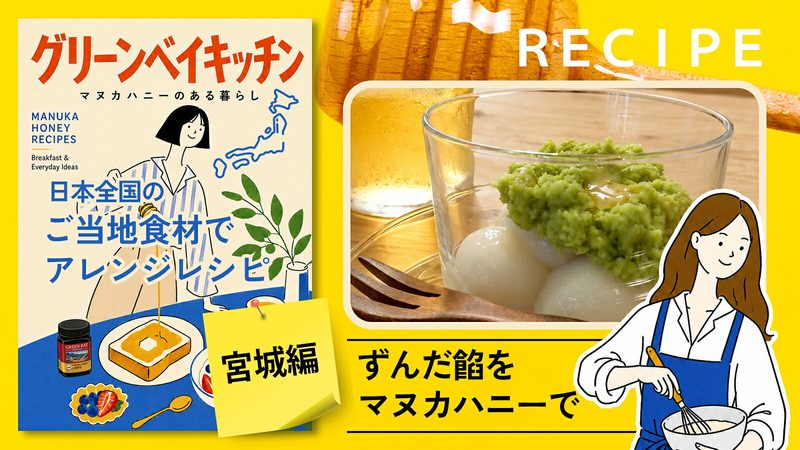 グリーンベイキッチン
マヌカハニーのある暮らし
MANUKA
HONEY
RECIPES
Breakfast &
Everyday Ideas
日本全国の
ご当地食材で
アレンジレシピ
GREEN BAY
宮城編
RECIPE
ずんだ餡を
マヌカハニーで